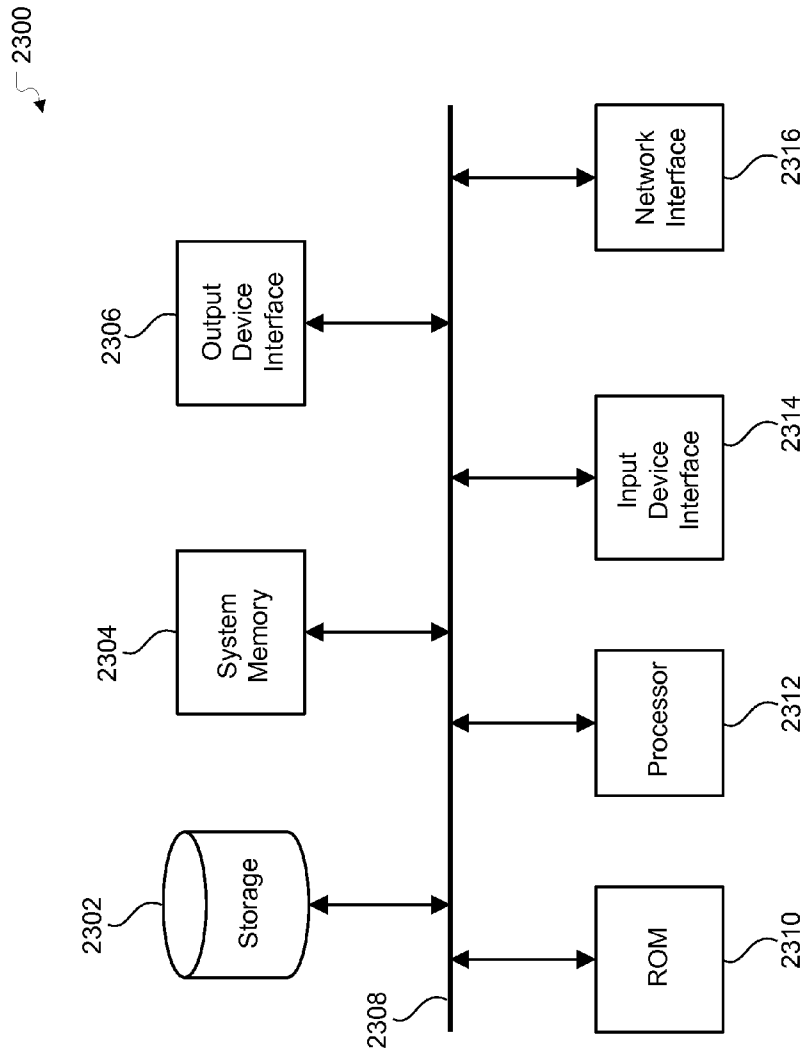 2300
2302
2304
2306
Storage
System
Memory
Output
Device
Interface
2308
ROM
Processor
Input
Device
Interface
Network
Interface
2310
2312
2314
2316